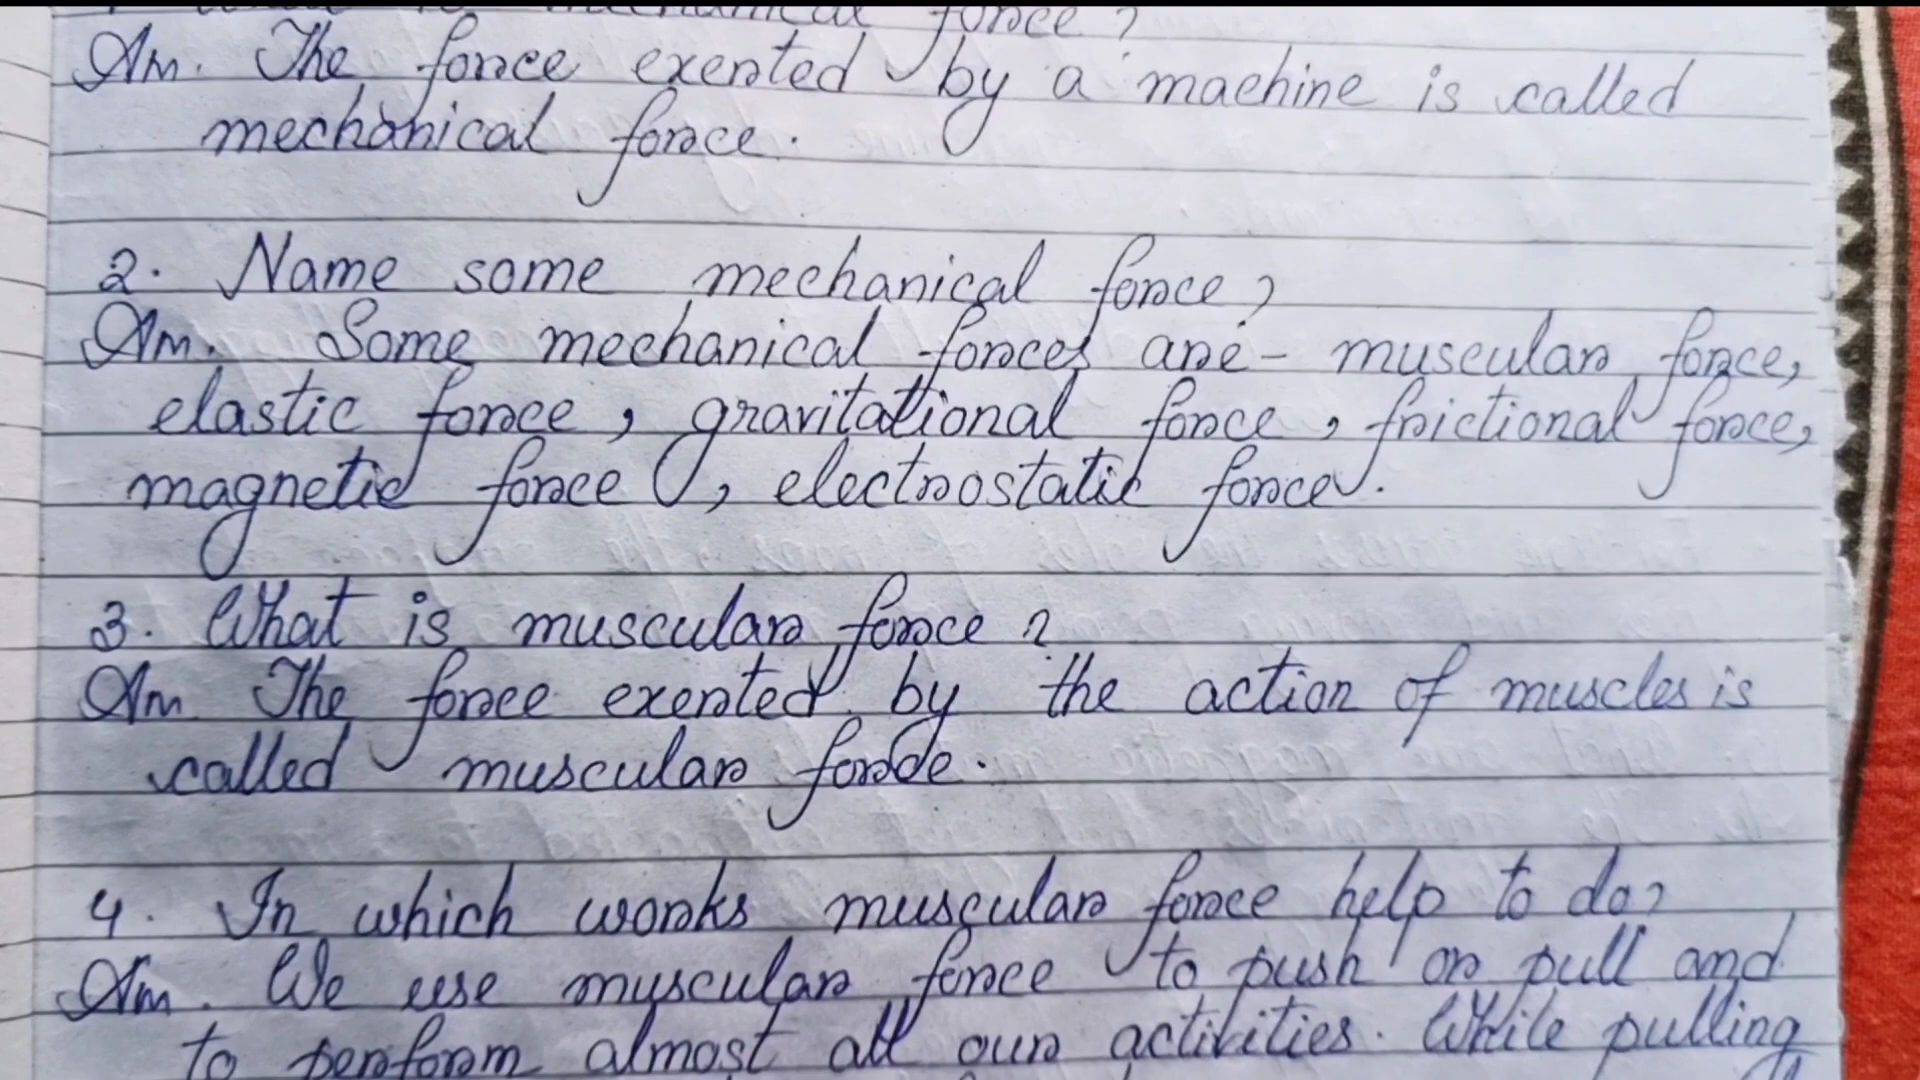 mechanical force?
Ans. The force exerted by a machine is called
mechanical force.
2. Name some mechanical force?
Ans. Some mechanical forces are - muscular force,
elastic force, gravitational force, frictional force,
magnetic force, electrostatic force.
3. What is muscular force?
Ans The force exerted by the action of muscles is
called muscular force.
4. In which works muscular force help to do?
Ans. We use muscular force to push or pull and
to perform almost all our activities. While pulling